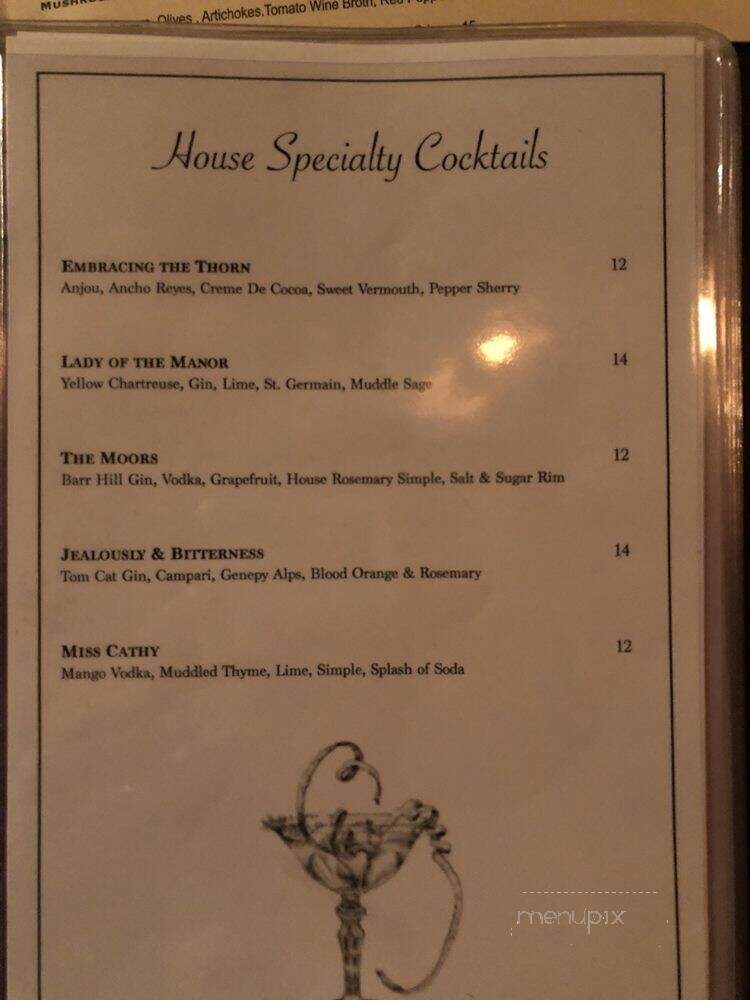 Olives , Artichokes.Tomato Wine Broth,
House Specialty Cocktails
EMBRACING THE THORN 12
Anjou, Ancho Reyes, Creme De Cocoa, Sweet Vermouth, Pepper Sherry
LADY OF THE MANOR 14
Yellow Chartreuse, Gin, Lime, St. Germain, Muddle Sage
THE MOORS 12
Barr Hill Gin, Vodka, Grapefruit, House Rosemary Simple, Salt & Sugar Rim
JEALOUSLY & BITTERNESS 14
Tom Cat Gin, Campari, Genepy Alps, Blood Orange & Rosemary
MISS CATHY 12
Mango Vodka, Muddled Thyme, Lime, Simple, Splash of Soda
menupix